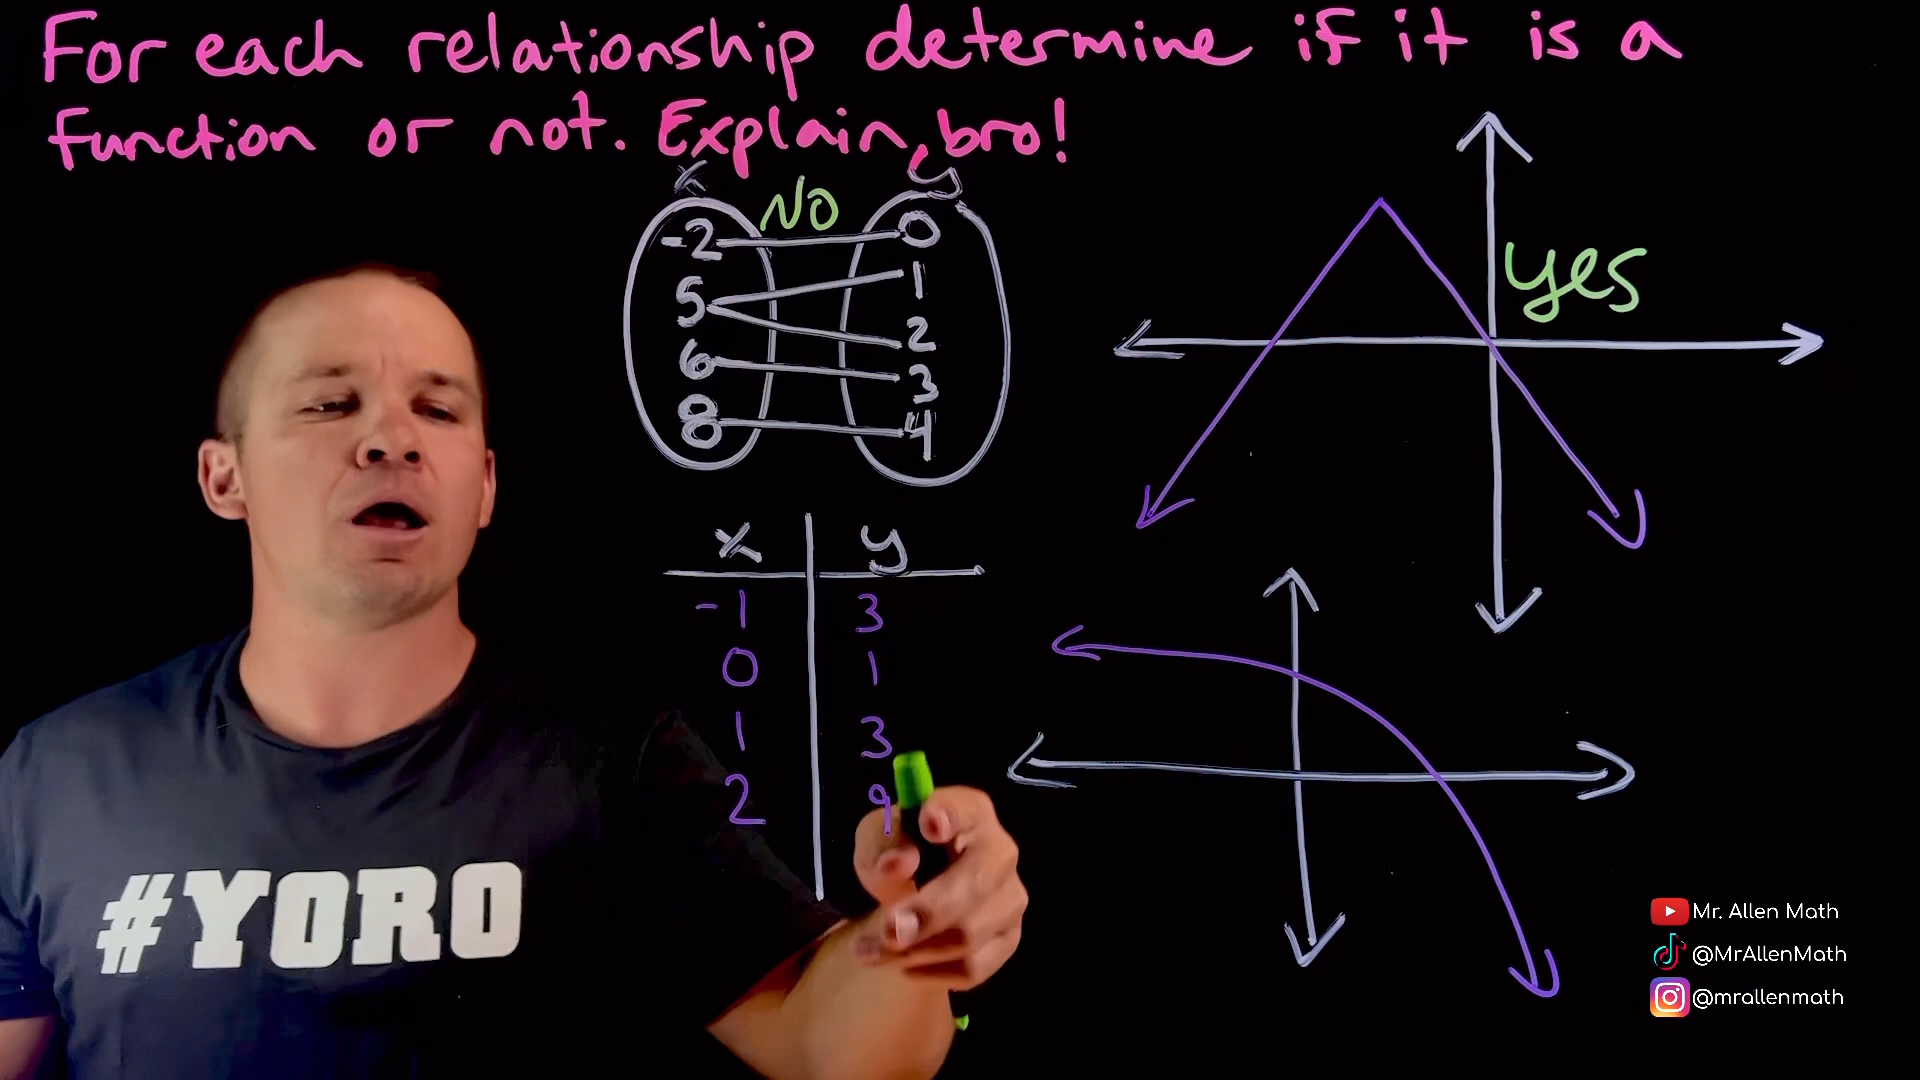 For each relationship determine if it is a
function or not. Explain, bro!
x NO y
-2 0
5 1
6 2
8 3
4
yes
x y
-1 3
0 1
1 3
2 9
#YORO
Mr. Allen Math
@MrAllenMath
@mrallenmath